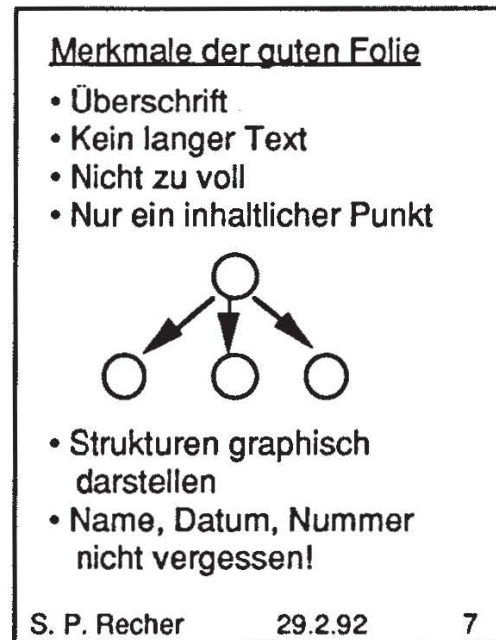 Merkmale der guten Folie
• Überschrift
• Kein langer Text
• Nicht zu voll
• Nur ein inhaltlicher Punkt
• Strukturen graphisch
darstellen
• Name, Datum, Nummer
nicht vergessen!
S. P. Recher 29.2.92 7